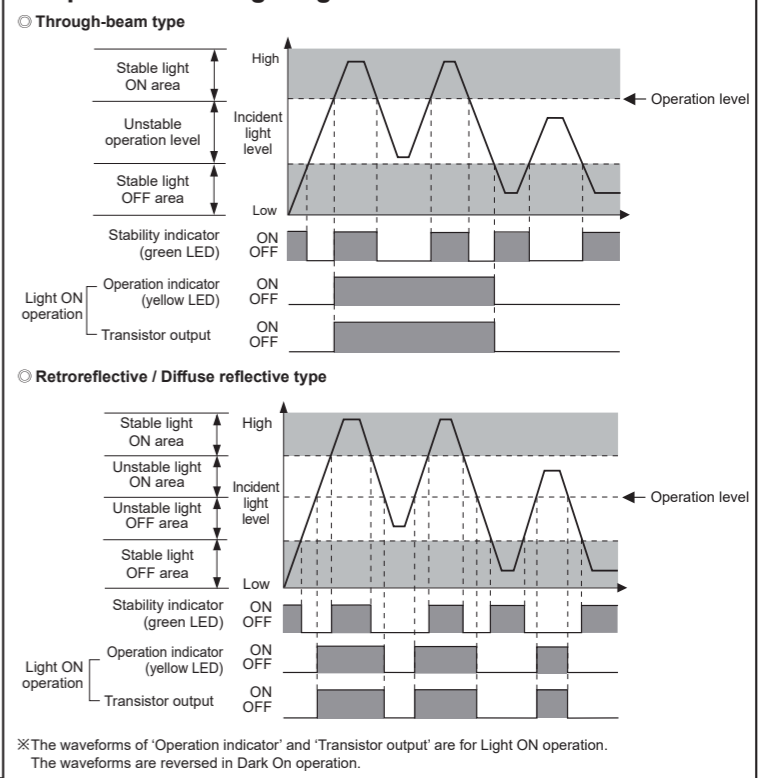 ◎ Through-beam type
Stable light
ON area
Unstable
operation level
Stable light
OFF area
High
Incident
light
level
Low
Operation level
Stability indicator
(green LED)
ON
OFF
Light ON
operation
Operation indicator
(yellow LED)
ON
OFF
Transistor output
ON
OFF
◎ Retroreflective / Diffuse reflective type
Stable light
ON area
Unstable light
ON area
Unstable light
OFF area
Stable light
OFF area
High
Incident
light
level
Low
Operation level
Stability indicator
(green LED)
ON
OFF
Light ON
operation
Operation indicator
(yellow LED)
ON
OFF
Transistor output
ON
OFF
※The waveforms of ‘Operation indicator’ and ‘Transistor output’ are for Light ON operation.
The waveforms are reversed in Dark On operation.